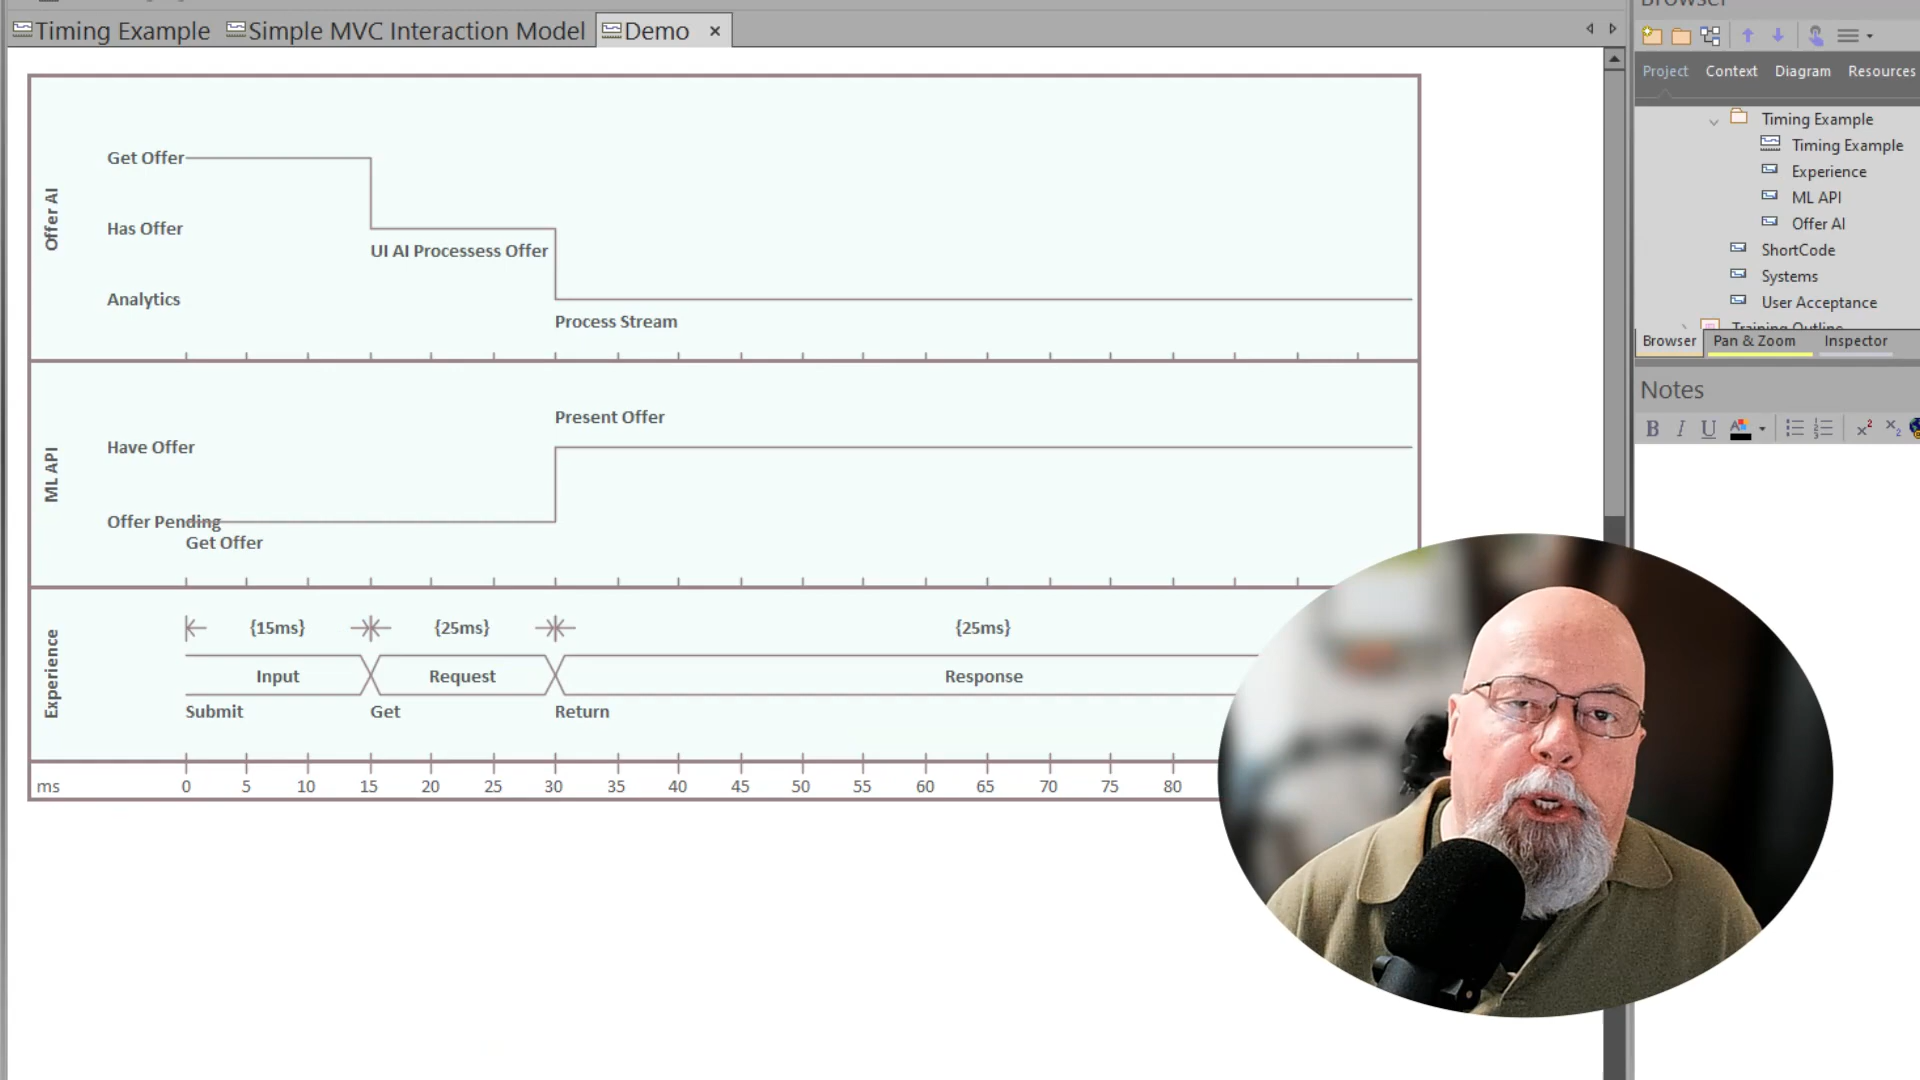 Timing Example
Simple MVC Interaction Model
Demo
Browser
Project
Context
Diagram
Resources
Timing Example
Timing Example
Experience
ML API
Offer AI
ShortCode
Systems
User Acceptance
Training Outline
Browser
Pan & Zoom
Inspector
Notes
B I U
Offer AI
Get Offer
Has Offer
UI AI Processess Offer
Analytics
Process Stream
ML API
Present Offer
Have Offer
Offer Pending
Get Offer
Experience
{15ms}
{25ms}
{25ms}
Input
Request
Response
Submit
Get
Return
ms
0 5 10 15 20 25 30 35 40 45 50 55 60 65 70 75 80